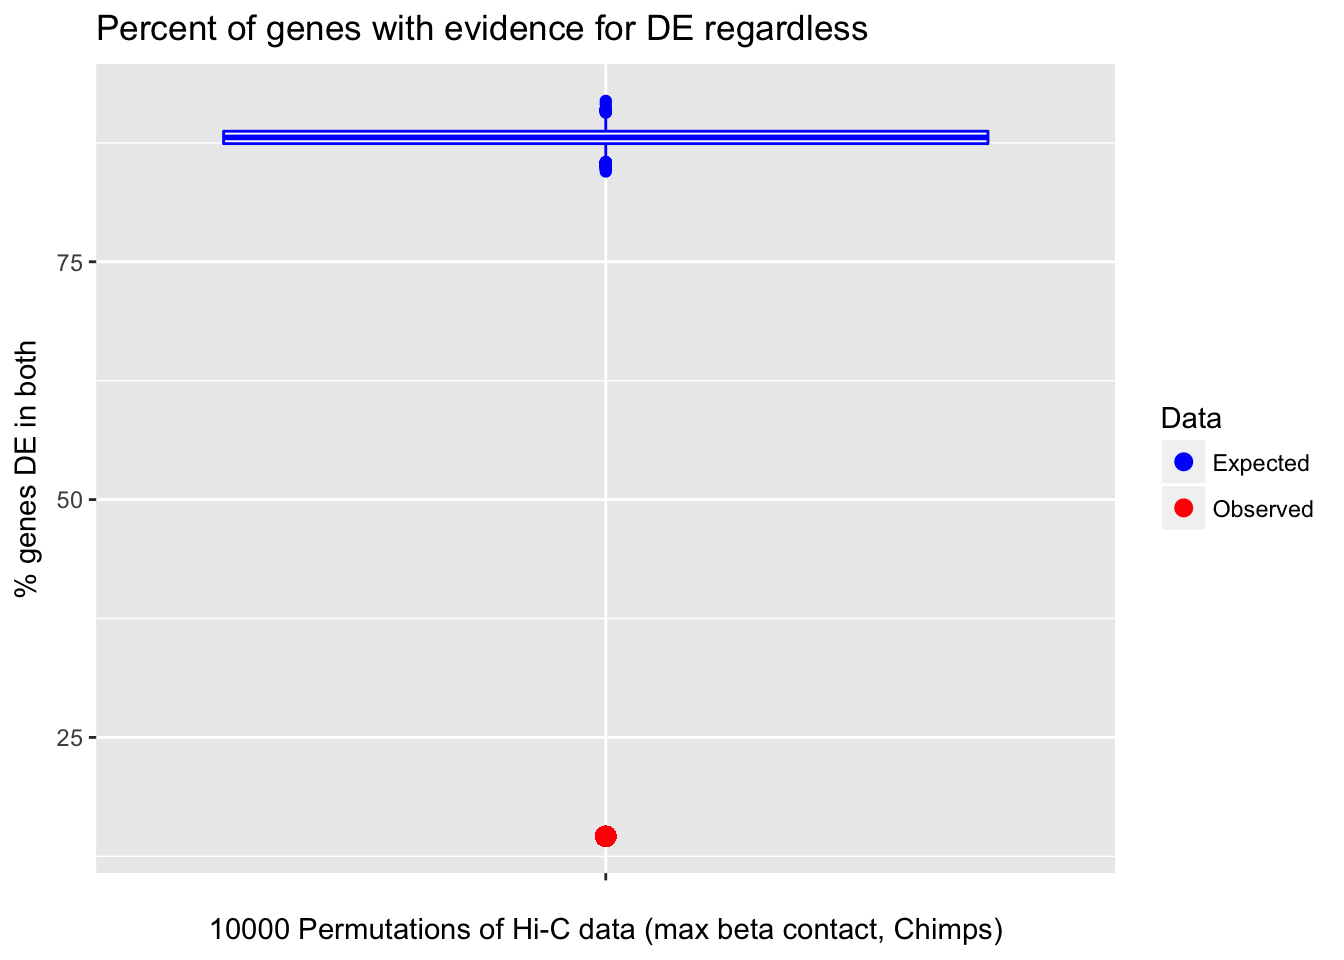 Percent of genes with evidence for DE regardless
75
50
25
% genes DE in both
10000 Permutations of Hi-C data (max beta contact, Chimps)
Data
Expected
Observed